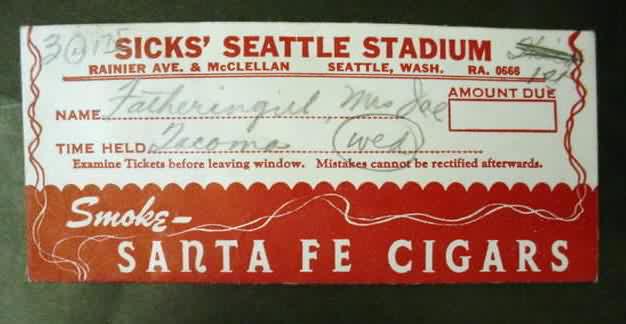 SICKS' SEATTLE STADIUM
RAINIER AVE. & McCLELLAN SEATTLE, WASH. RA. 0666
AMOUNT DUE
NAME Fatheringill, Mrs Joe
TIME HELD Tacoma Wed
Examine Tickets before leaving window. Mistakes cannot be rectified afterwards.
Smoke-
SANTA FE CIGARS